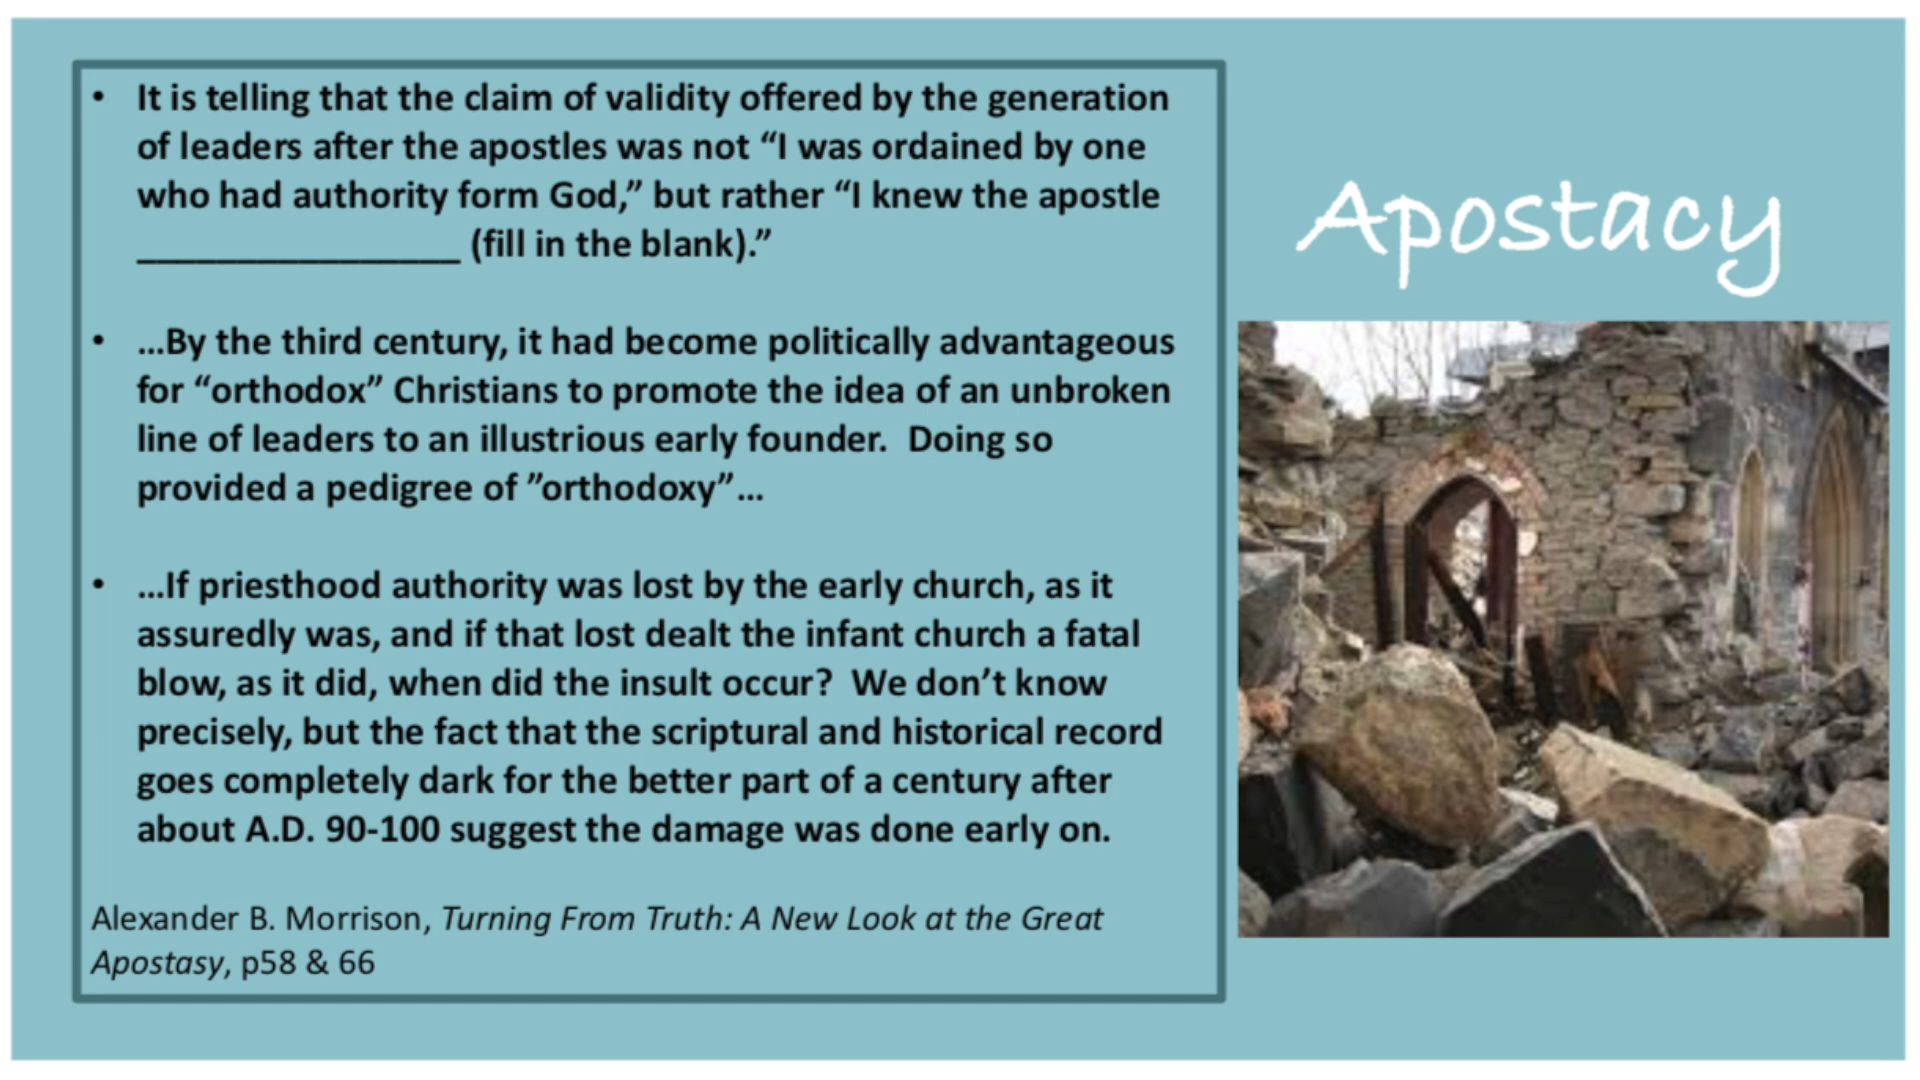 • It is telling that the claim of validity offered by the generation
of leaders after the apostles was not “I was ordained by one
who had authority form God,” but rather “I knew the apostle
_________________ (fill in the blank).”
• …By the third century, it had become politically advantageous
for “orthodox” Christians to promote the idea of an unbroken
line of leaders to an illustrious early founder.  Doing so
provided a pedigree of ”orthodoxy”…
• …If priesthood authority was lost by the early church, as it
assuredly was, and if that lost dealt the infant church a fatal
blow, as it did, when did the insult occur?  We don’t know
precisely, but the fact that the scriptural and historical record
goes completely dark for the better part of a century after
about A.D. 90-100 suggest the damage was done early on.
Alexander B. Morrison, Turning From Truth: A New Look at the Great
Apostasy, p58 & 66
Apostacy